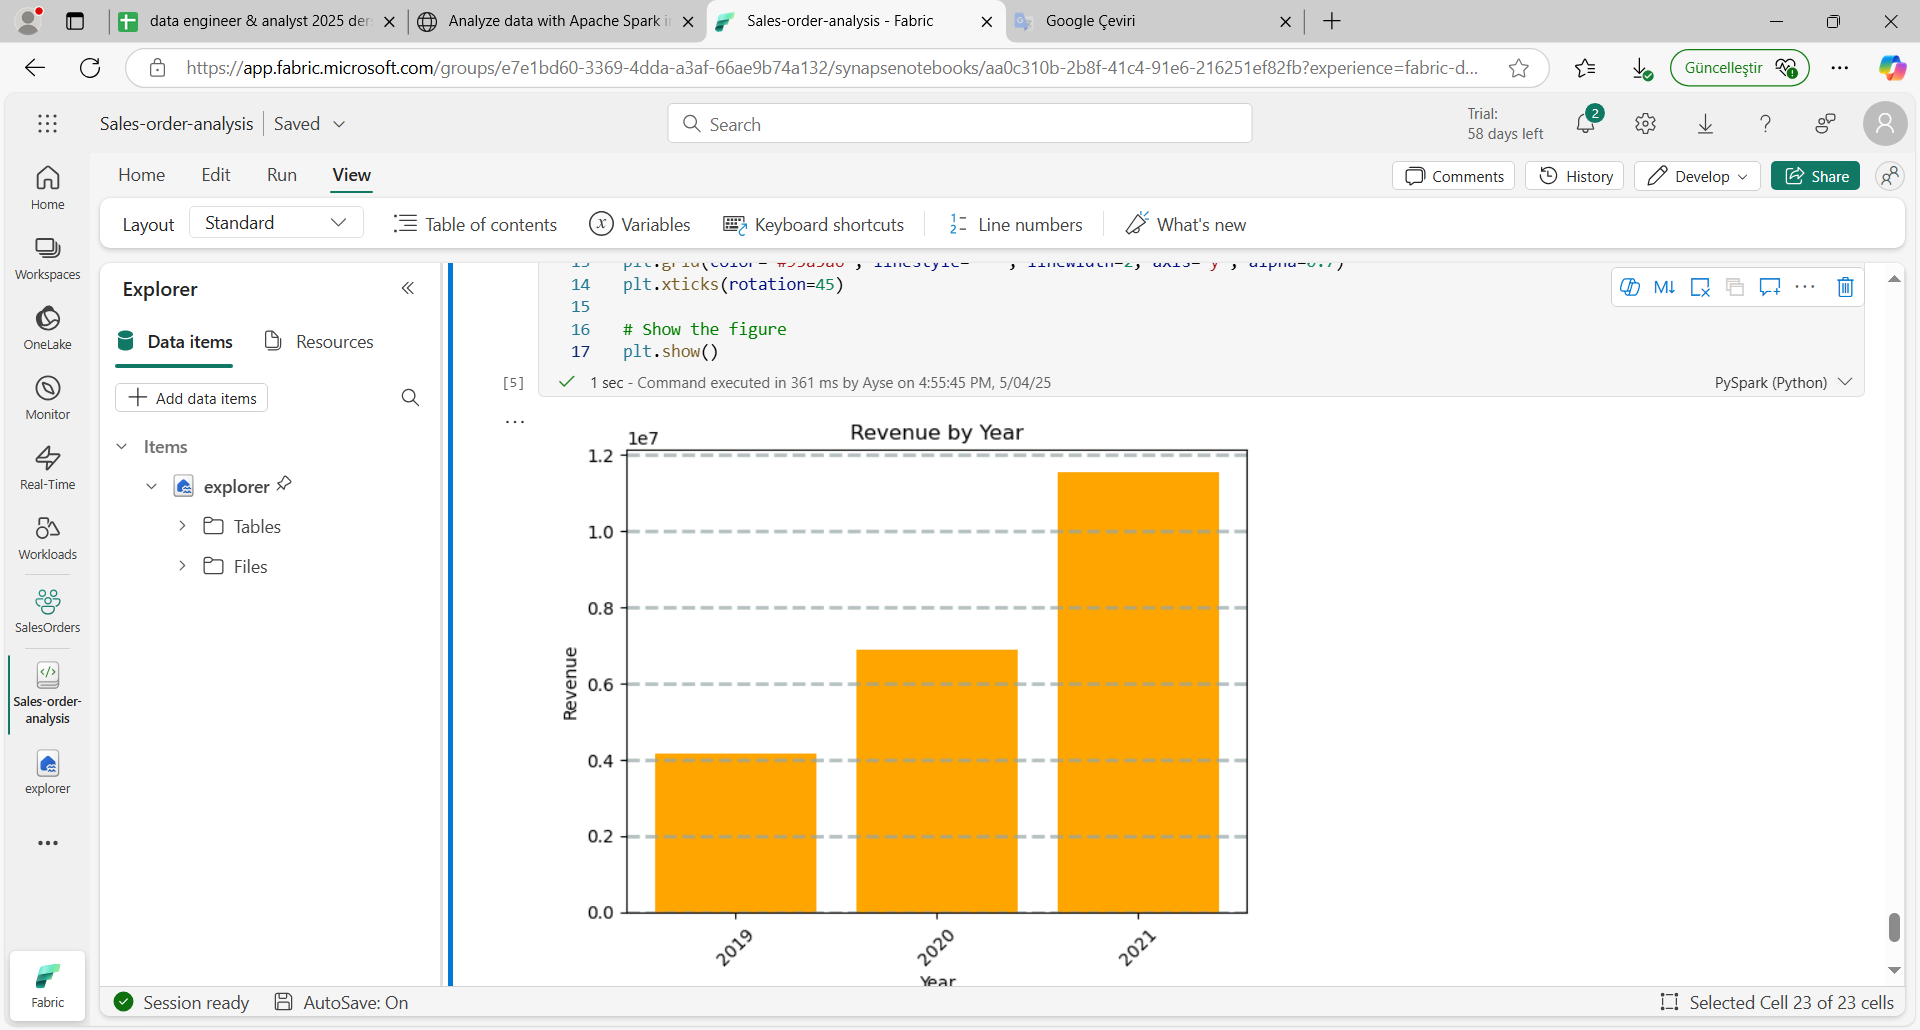 data engineer & analyst 2025 der
Analyze data with Apache Spark i
Sales-order-analysis - Fabric
Google Çeviri
https://app.fabric.microsoft.com/groups/e7e1bd60-3369-4dda-a3af-66ae9b74a132/synapsenotebooks/aa0c310b-2b8f-41c4-91e6-216251ef82fb?experience=fabric-d...
Güncelleştir
Sales-order-analysis
Saved
Search
Trial:
58 days left
2
Home
Edit
Run
View
Comments
History
Develop
Share
Layout
Standard
Table of contents
Variables
Keyboard shortcuts
Line numbers
What's new
Home
Workspaces
OneLake
Monitor
Real-Time
Workloads
SalesOrders
Sales-order-
analysis
explorer
Fabric
Explorer
Data items
Resources
Add data items
Items
explorer
Tables
Files
14 plt.xticks(rotation=45)
15
16 # Show the figure
17 plt.show()
[5]
1 sec - Command executed in 361 ms by Ayse on 4:55:45 PM, 5/04/25
PySpark (Python)
M↓
...
Revenue by Year
1e7
1.2
1.0
0.8
0.6
0.4
0.2
0.0
Revenue
2019
2020
2021
Year
Session ready
AutoSave: On
Selected Cell 23 of 23 cells